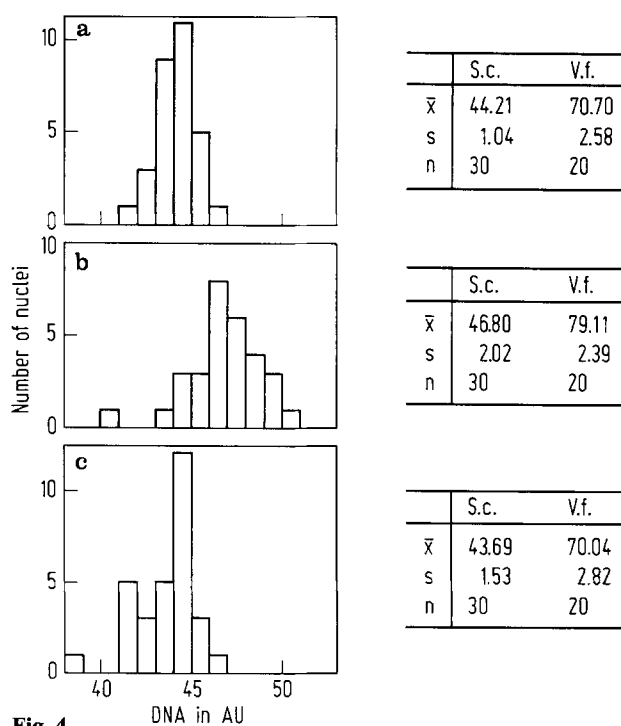 a
10
5
0
S.c. V.f.
x̄ 44.21 70.70
s 1.04 2.58
n 30 20
Number of nuclei
b
10
5
0
S.c. V.f.
x̄ 46.80 79.11
s 2.02 2.39
n 30 20
c
10
5
0
S.c. V.f.
x̄ 43.69 70.04
s 1.53 2.82
n 30 20
40 45 50
DNA in AU
Fig. 4